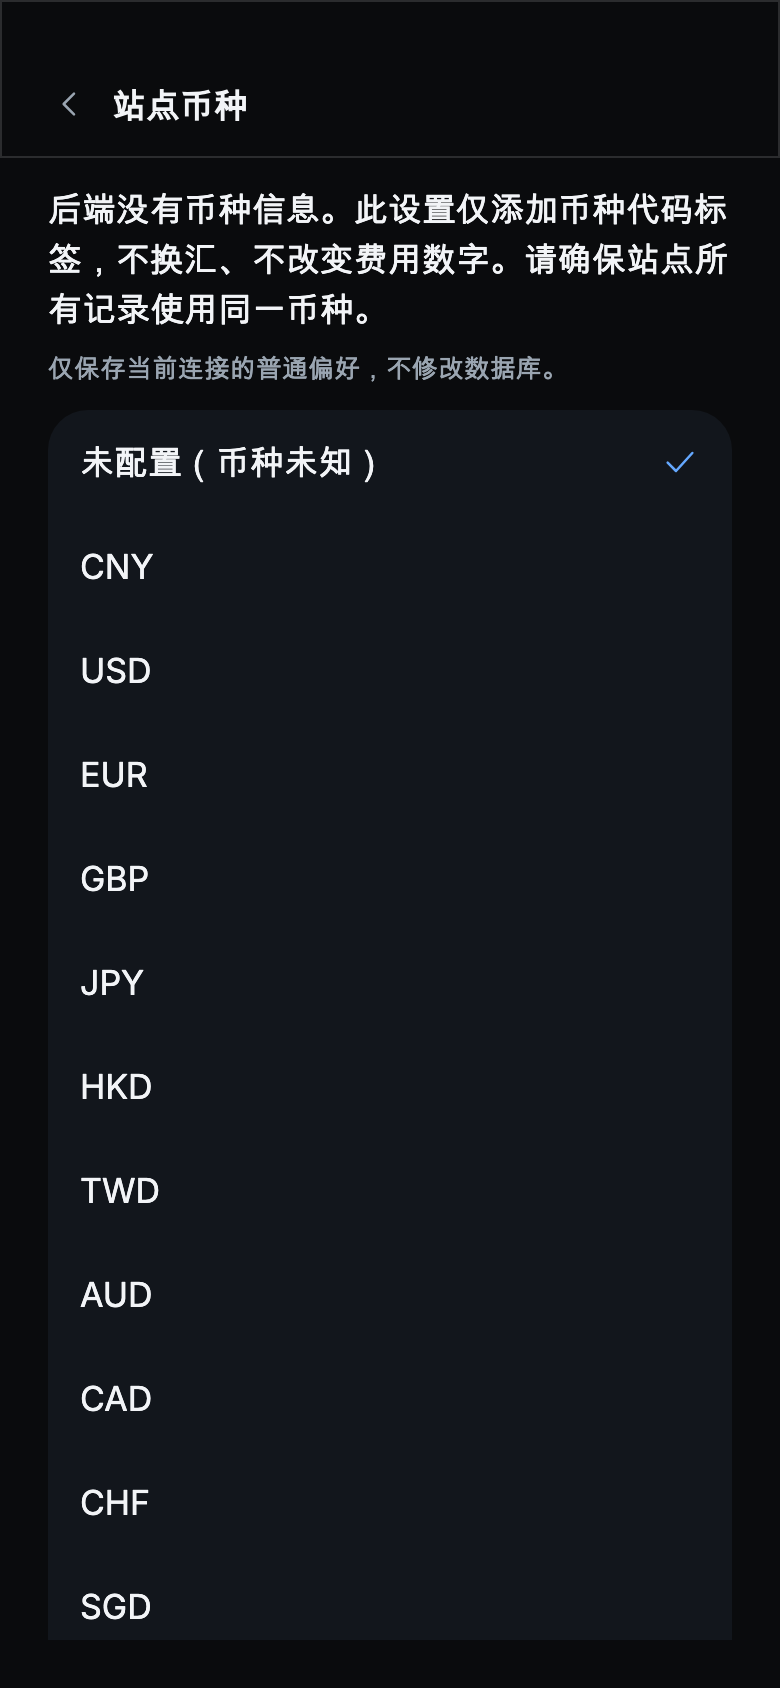 站点币种
后端没有币种信息。此设置仅添加币种代码标
签，不换汇、不改变费用数字。请确保站点所
有记录使用同一币种。
仅保存当前连接的普通偏好，不修改数据库。
未配置（币种未知）
CNY
USD
EUR
GBP
JPY
HKD
TWD
AUD
CAD
CHF
SGD